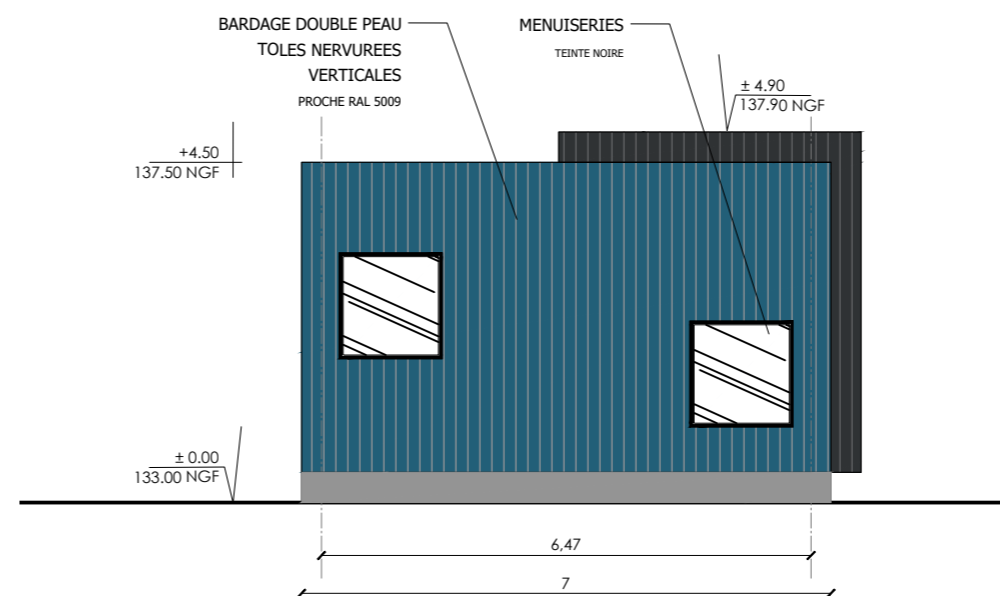 BARDAGE DOUBLE PEAU
TOLES NERVUREES
VERTICALES
PROCHE RAL 5009
MENUISERIES
TEINTE NOIRE
± 4.90
137.90 NGF
+4.50
137.50 NGF
± 0.00
133.00 NGF
6,47
7